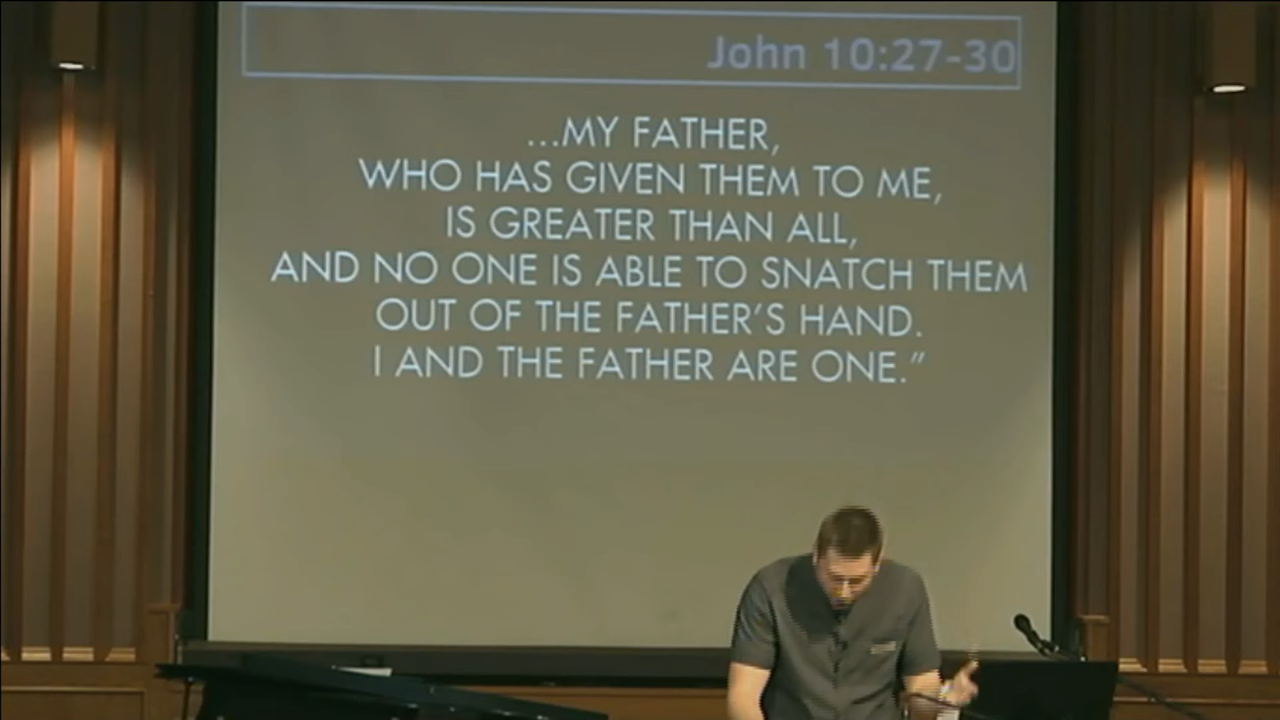 John 10:27-30
...MY FATHER,
WHO HAS GIVEN THEM TO ME,
IS GREATER THAN ALL,
AND NO ONE IS ABLE TO SNATCH THEM
OUT OF THE FATHER'S HAND.
I AND THE FATHER ARE ONE.”